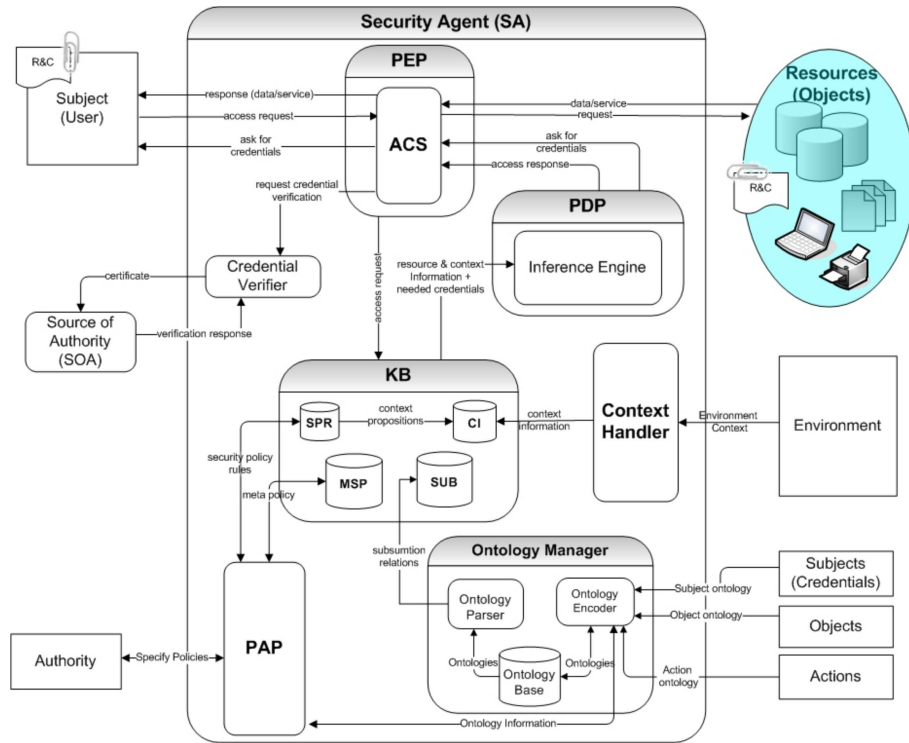 Security Agent (SA)
R&C
Subject
(User)
PEP
ACS
response (data/service)
access request
ask for
credentials
data/service
request
ask for
credentials
access response
Resources
(Objects)
R&C
request credential
verification
PDP
Inference Engine
resource & context
Information +
needed credentials
access request
certificate
Credential
Verifier
Source of
Authority
(SOA)
verification response
KB
SPR
context
propositions
CI
MSP
SUB
context
information
Context
Handler
Environment
Context
Environment
security policy
rules
meta policy
subsumtion
relations
Ontology Manager
Ontology
Parser
Ontology
Encoder
Ontologies
Ontologies
Ontology
Base
Subject ontology
Object ontology
Action
ontology
Subjects
(Credentials)
Objects
Actions
PAP
Authority
Specify Policies
Ontology Information